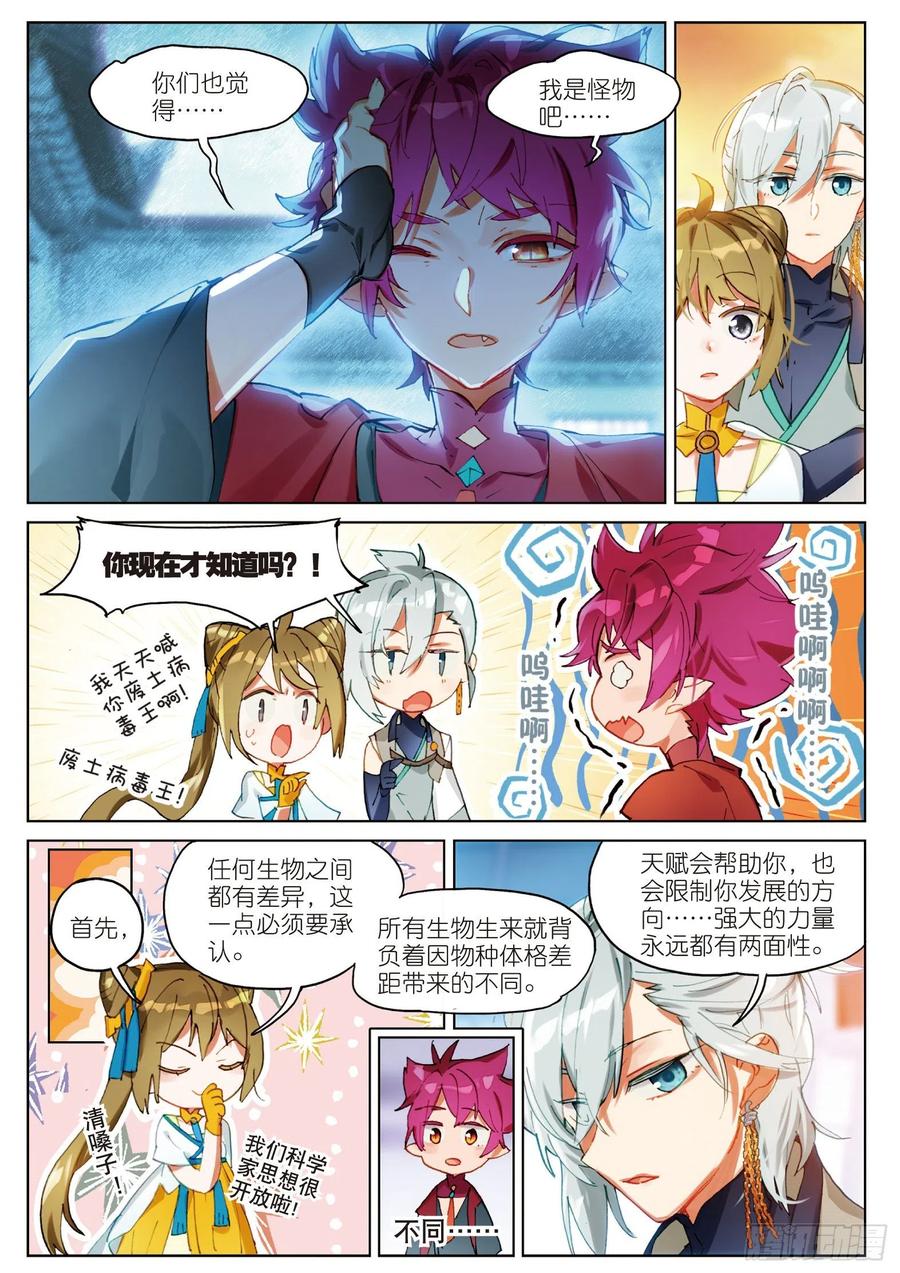 你们也觉
得……
我是怪物
吧……
你现在才知道吗？！
我天天喊
你废土病
毒王啊！
废土病毒王！
呜哇啊……
呜哇啊啊啊……
首先，
任何生物之间
都有差异，这
一点必须要承
认。
所有生物生来就背
负着因物种体格差
距带来的不同。
清嗓子！
我们科学
家思想很
开放啦！
不同……
天赋会帮助你，也
会限制你发展的方
向……强大的力量
永远都有两面性。
腾讯动漫